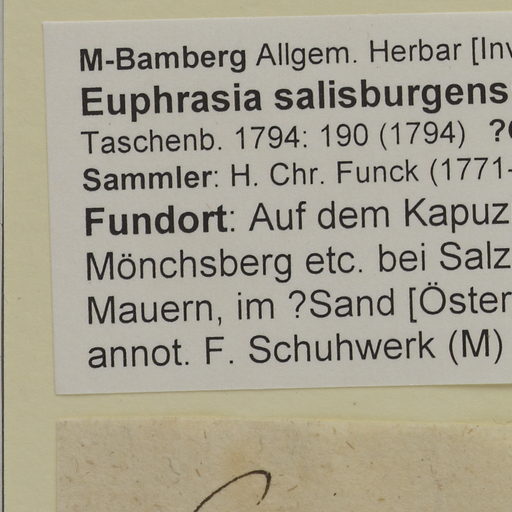 M-Bamberg Allgem. Herbar [Inv
Euphrasia salisburgens
Taschenb. 1794: 190 (1794) ?
Sammler: H. Chr. Funck (1771-
Fundort: Auf dem Kapuz
Mönchsberg etc. bei Salz
Mauern, im ?Sand [Öster
annot. F. Schuhwerk (M)